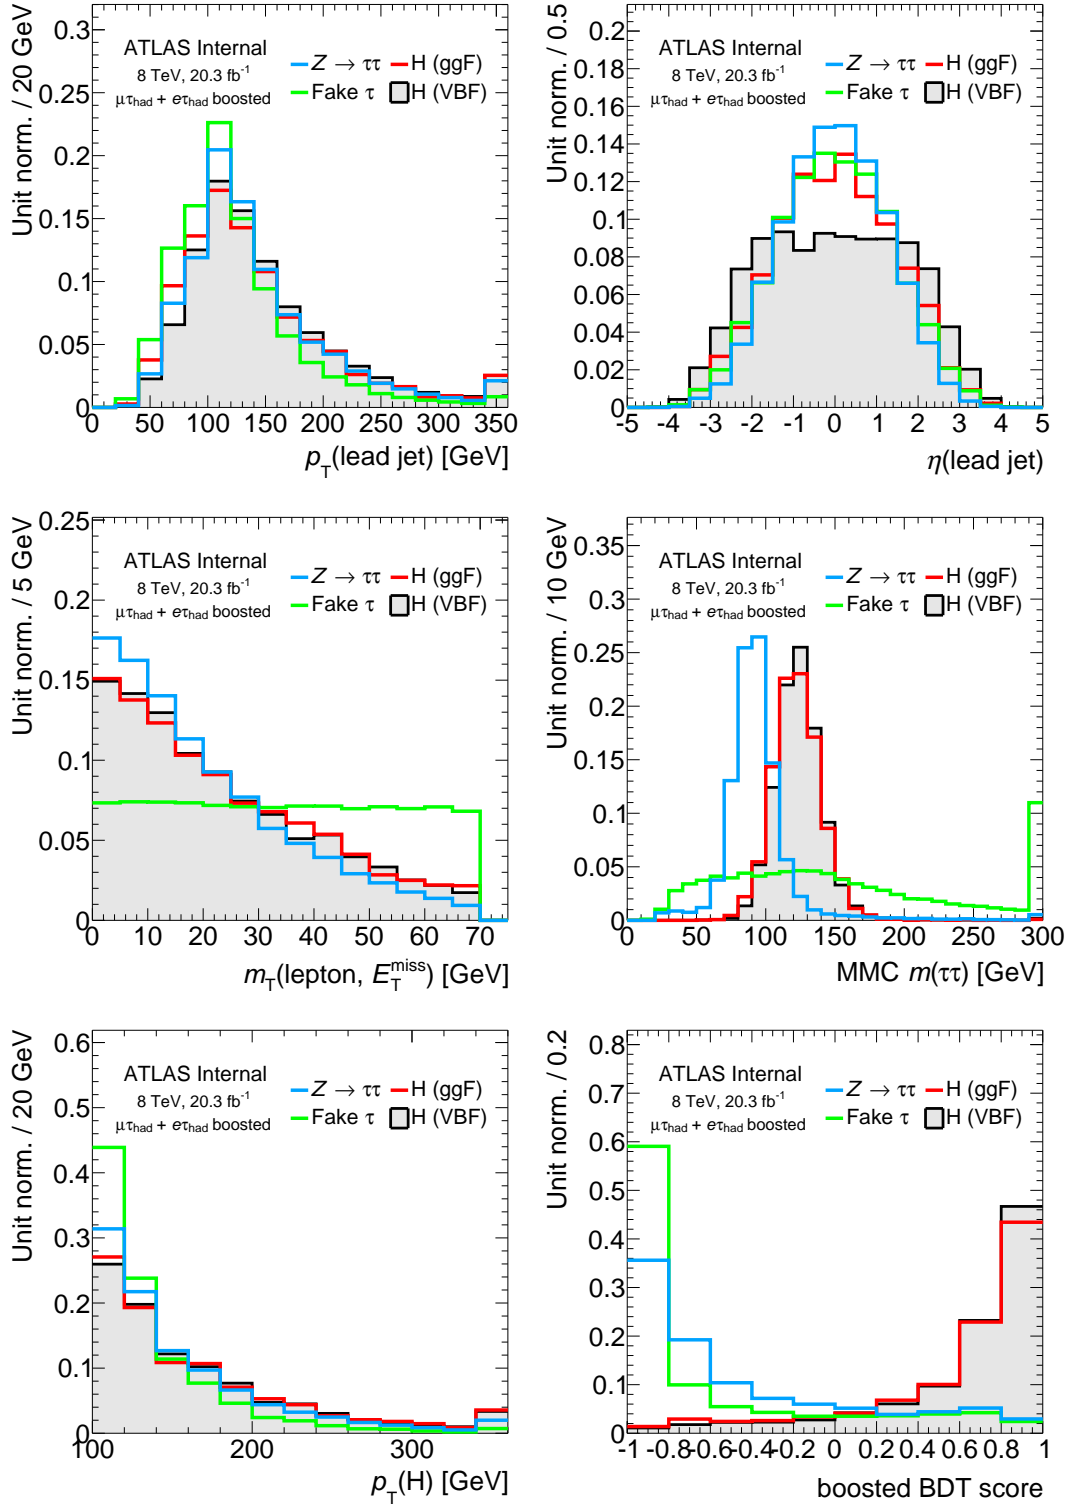 Unit norm. / 20 GeV
0.3
0.25
0.2
0.15
0.1
0.05
0
ATLAS Internal
8 TeV, 20.3 fb⁻¹
μτhad + eτhad boosted
Z → ττ
H (ggF)
Fake τ
H (VBF)
0 50 100 150 200 250 300 350
pT(lead jet) [GeV]
Unit norm. / 0.5
0.2
0.18
0.16
0.14
0.12
0.1
0.08
0.06
0.04
0.02
0
ATLAS Internal
8 TeV, 20.3 fb⁻¹
μτhad + eτhad boosted
Z → ττ
H (ggF)
Fake τ
H (VBF)
-5 -4 -3 -2 -1 0 1 2 3 4 5
η(lead jet)
Unit norm. / 5 GeV
0.25
0.2
0.15
0.1
0.05
0
ATLAS Internal
8 TeV, 20.3 fb⁻¹
μτhad + eτhad boosted
Z → ττ
H (ggF)
Fake τ
H (VBF)
0 10 20 30 40 50 60 70
mT(lepton, ETmiss) [GeV]
Unit norm. / 10 GeV
0.35
0.3
0.25
0.2
0.15
0.1
0.05
0
ATLAS Internal
8 TeV, 20.3 fb⁻¹
μτhad + eτhad boosted
Z → ττ
H (ggF)
Fake τ
H (VBF)
0 50 100 150 200 250 300
MMC m(ττ) [GeV]
Unit norm. / 20 GeV
0.6
0.5
0.4
0.3
0.2
0.1
0
ATLAS Internal
8 TeV, 20.3 fb⁻¹
μτhad + eτhad boosted
Z → ττ
H (ggF)
Fake τ
H (VBF)
100 200 300
pT(H) [GeV]
Unit norm. / 0.2
0.8
0.7
0.6
0.5
0.4
0.3
0.2
0.1
0
ATLAS Internal
8 TeV, 20.3 fb⁻¹
μτhad + eτhad boosted
Z → ττ
H (ggF)
Fake τ
H (VBF)
-1 -0.8 -0.6 -0.4 -0.2 0 0.2 0.4 0.6 0.8 1
boosted BDT score